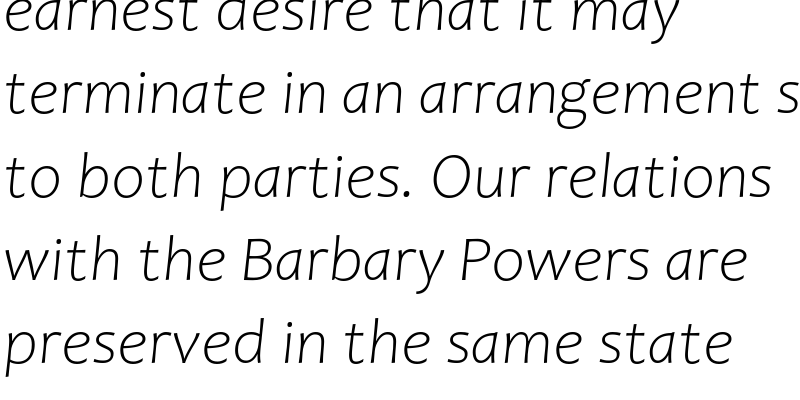 earnest desire that it may
terminate in an arrangement
to both parties. Our relations
with the Barbary Powers are
preserved in the same state